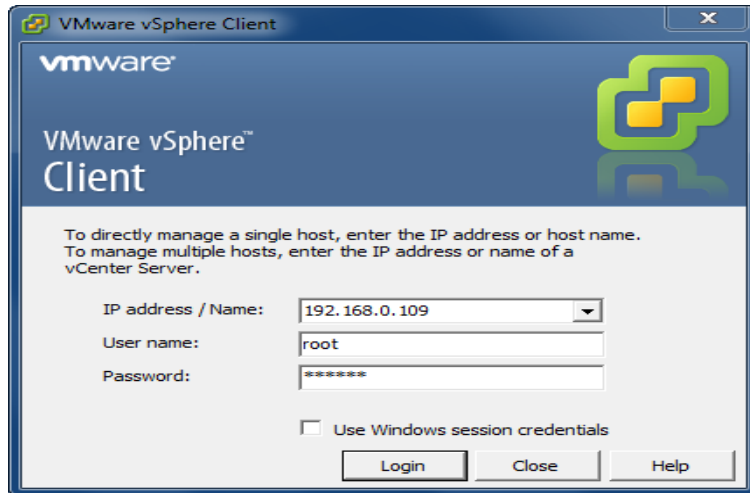 VMware vSphere Client
vmware®
VMware vSphere™
Client
To directly manage a single host, enter the IP address or host name.
To manage multiple hosts, enter the IP address or name of a
vCenter Server.
IP address / Name: 192.168.0.109
User name: root
Password: ******
Use Windows session credentials
Login Close Help